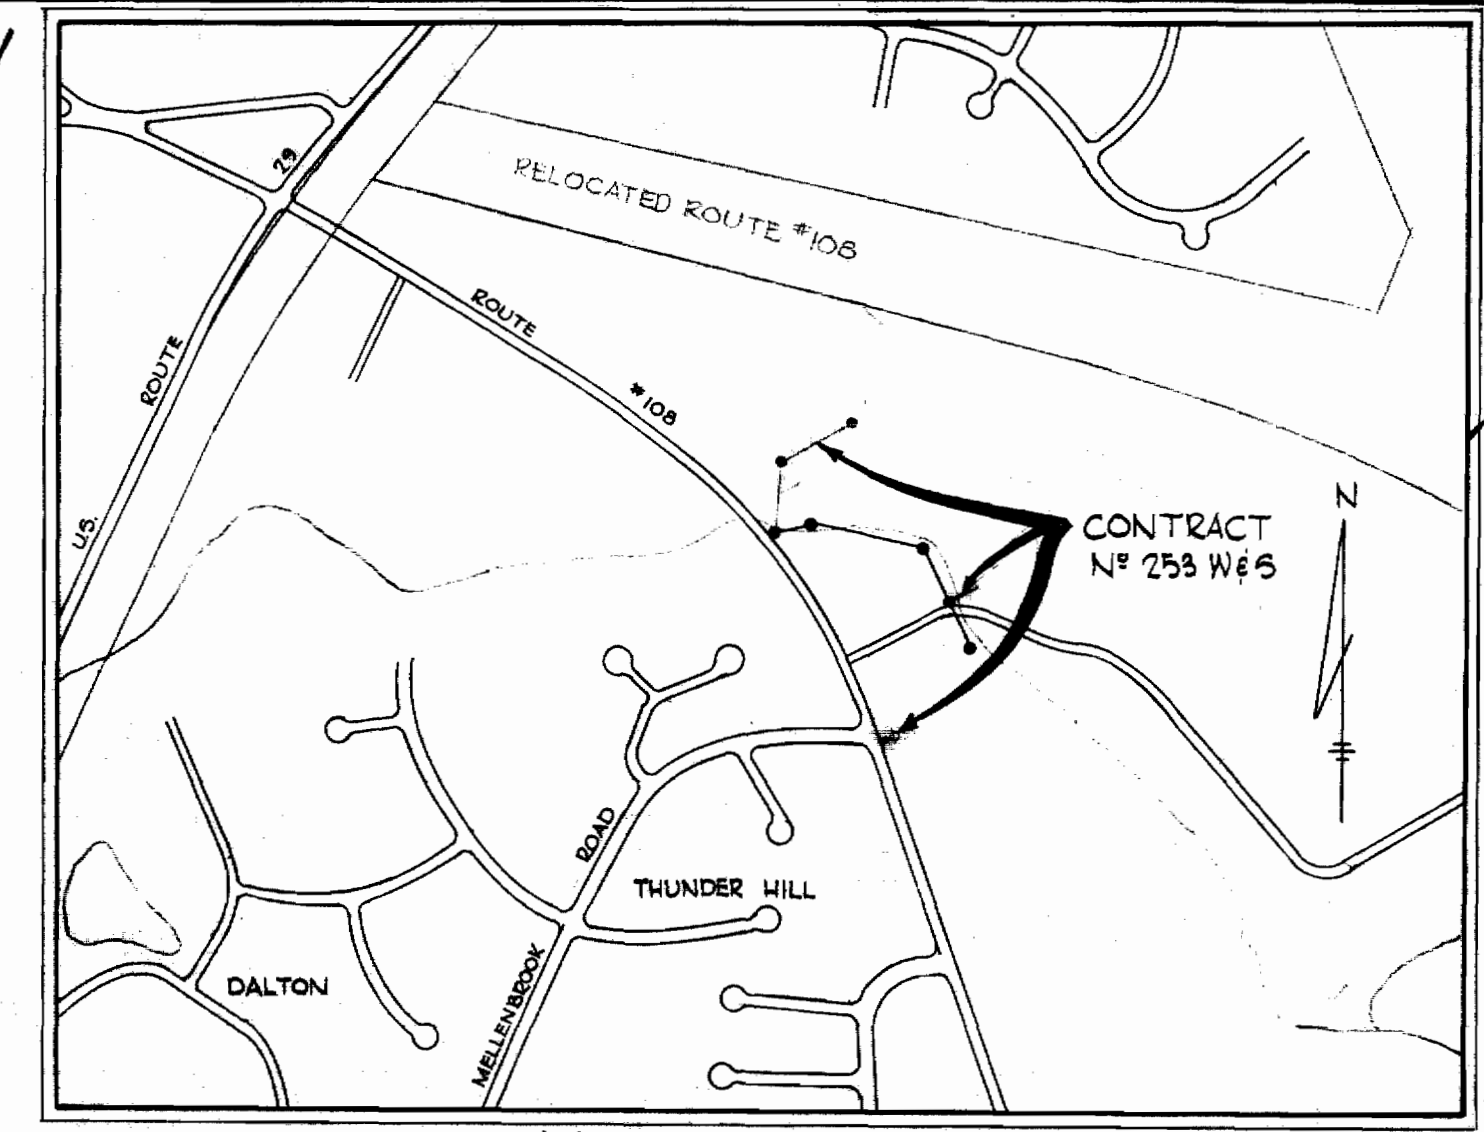 29
RELOCATED ROUTE #108
ROUTE
#108
U.S. ROUTE
CONTRACT
Nº 253 W&S
N
MELLENBROOK ROAD
THUNDER HILL
DALTON